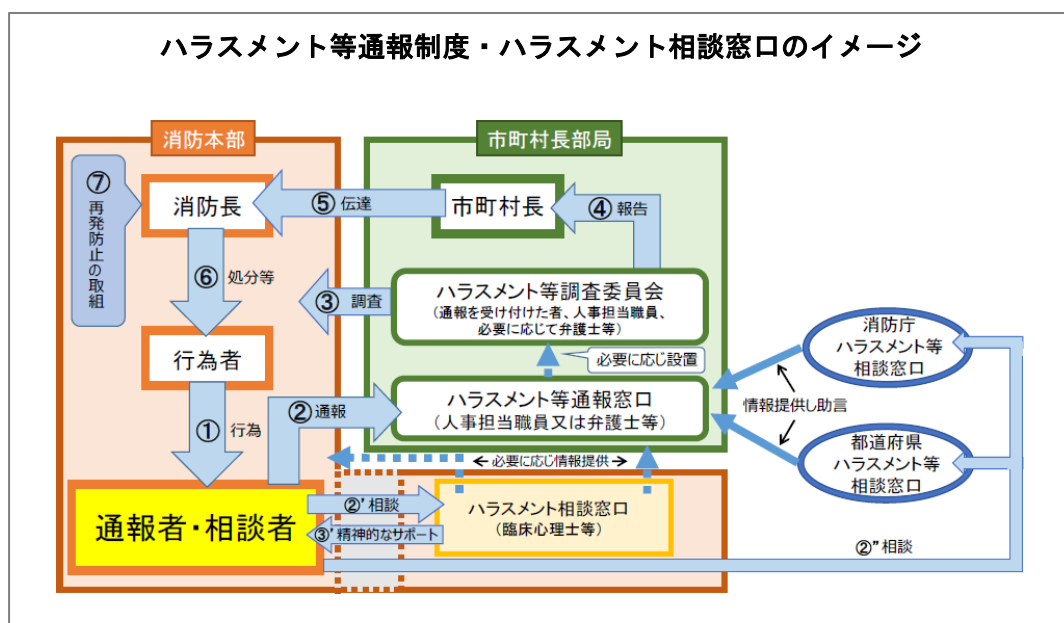 ハラスメント等通報制度・ハラスメント相談窓口のイメージ
消防本部
市町村長部局
⑦
再発防止の取組
消防長
⑤ 伝達
市町村長
④ 報告
⑥ 処分等
③ 調査
ハラスメント等調査委員会
(通報を受け付けた者、人事担当職員、
必要に応じて弁護士等)
消防庁
ハラスメント等
相談窓口
行為者
必要に応じ設置
② 通報
ハラスメント等通報窓口
(人事担当職員又は弁護士等)
情報提供し助言
① 行為
都道府県
ハラスメント等
相談窓口
必要に応じ情報提供
通報者・相談者
②’ 相談
③’ 精神的なサポート
ハラスメント相談窓口
(臨床心理士等)
②” 相談